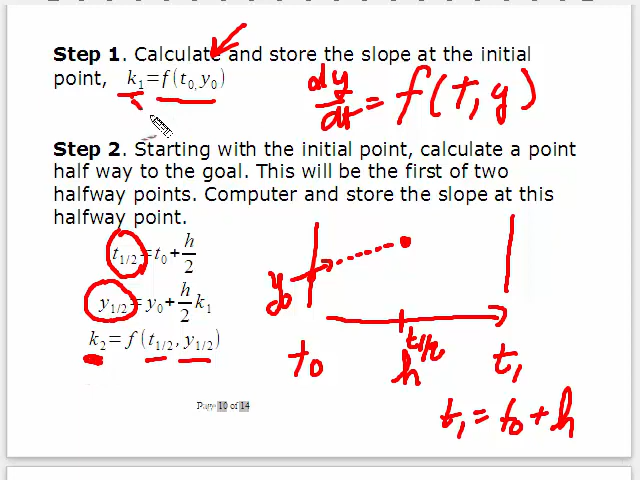 Step 1. Calculate and store the slope at the initial
point, k₁=f(t₀,y₀)
dy/dt = f(t,y)
Step 2. Starting with the initial point, calculate a point
half way to the goal. This will be the first of two
halfway points. Computer and store the slope at this
halfway point.
t₁/₂=t₀+h/2
y₁/₂=y₀+h/2 k₁
k₂=f(t₁/₂,y₁/₂)
y₀
t₀
t₁/₂
h
t₁
t₁ = t₀ + h
Page 10 of 14